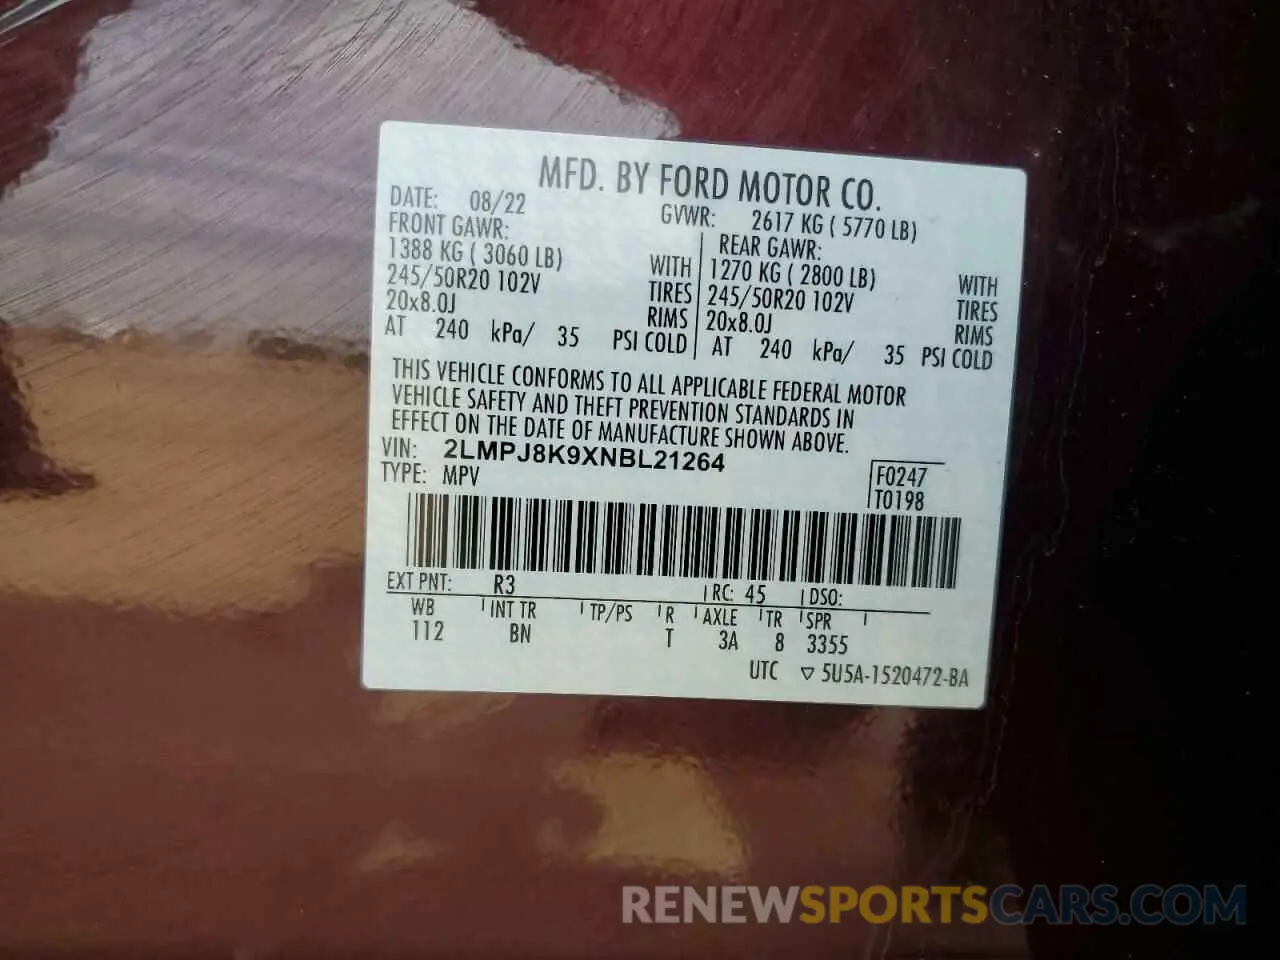 MFD. BY FORD MOTOR CO.
DATE: 08/22 GVWR: 2617 KG ( 5770 LB)
FRONT GAWR: REAR GAWR:
1388 KG ( 3060 LB) WITH 1270 KG ( 2800 LB) WITH
245/50R20 102V TIRES 245/50R20 102V TIRES
20x8.0J RIMS 20x8.0J RIMS
AT 240 kPa/ 35 PSI COLD AT 240 kPa/ 35 PSI COLD
THIS VEHICLE CONFORMS TO ALL APPLICABLE FEDERAL MOTOR
VEHICLE SAFETY AND THEFT PREVENTION STANDARDS IN
EFFECT ON THE DATE OF MANUFACTURE SHOWN ABOVE.
VIN: 2LMPJ8K9XNBL21264
TYPE: MPV
F0247
T0198
EXT PNT: R3 RC: 45 DSO:
WB INT TR TP/PS R AXLE TR SPR
112 BN T 3A 8 3355
UTC ▽ 5U5A-1520472-BA
RENEWSPORTSCARS.COM